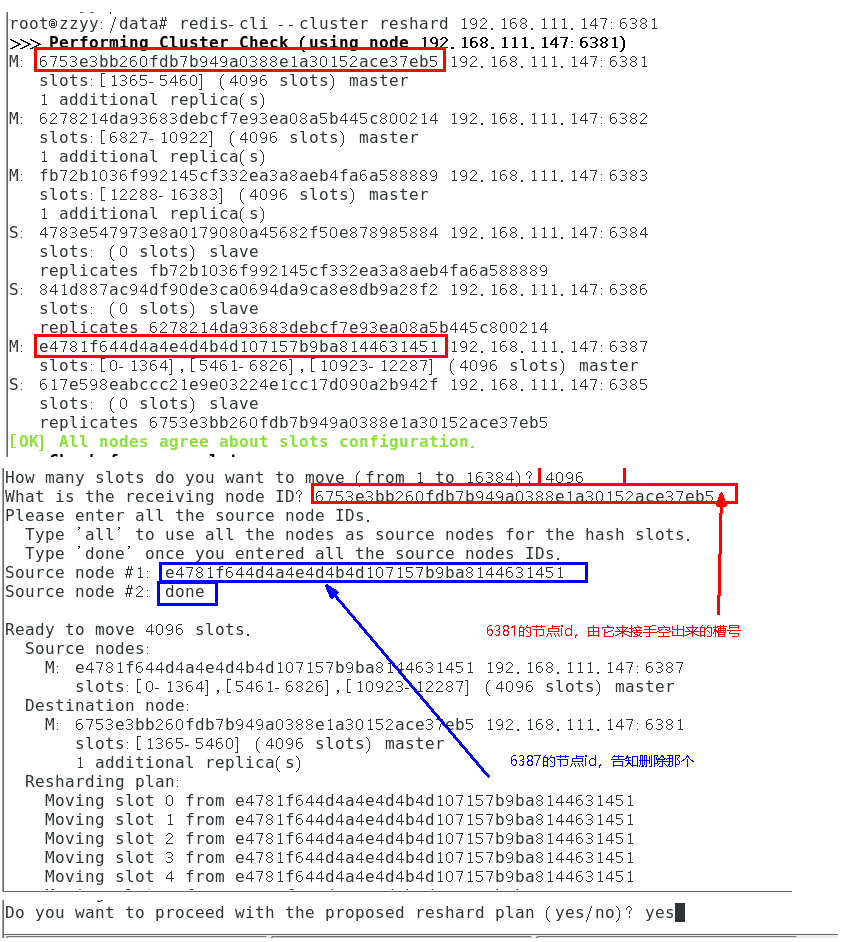 root@zzyy:/data# redis-cli --cluster reshard 192.168.111.147:6381
>>> Performing Cluster Check (using node 192.168.111.147:6381)
M: 6753e3bb260fdb7b949a0388e1a30152ace37eb5 192.168.111.147:6381
slots:[1365-5460] (4096 slots) master
1 additional replica(s)
M: 6278214da93683debcf7e93ea08a5b445c800214 192.168.111.147:6382
slots:[6827-10922] (4096 slots) master
1 additional replica(s)
M: fb72b1036f992145cf332ea3a8aeb4fa6a588889 192.168.111.147:6383
slots:[12288-16383] (4096 slots) master
1 additional replica(s)
S: 4783e547973e8a0179080a45682f50e878985884 192.168.111.147:6384
slots: (0 slots) slave
replicates fb72b1036f992145cf332ea3a8aeb4fa6a588889
S: 841d887ac94df90de3ca0694da9ca8e8db9a28f2 192.168.111.147:6386
slots: (0 slots) slave
replicates 6278214da93683debcf7e93ea08a5b445c800214
M: e4781f644d4a4e4d4b4d107157b9ba8144631451 192.168.111.147:6387
slots:[0-1364],[5461-6826],[10923-12287] (4096 slots) master
S: 617e598eabccc21e9e03224e1cc17d090a2b942f 192.168.111.147:6385
slots: (0 slots) slave
replicates 6753e3bb260fdb7b949a0388e1a30152ace37eb5
[OK] All nodes agree about slots configuration.
How many slots do you want to move (from 1 to 16384)? 4096
What is the receiving node ID? 6753e3bb260fdb7b949a0388e1a30152ace37eb5
Please enter all the source node IDs.
Type 'all' to use all the nodes as source nodes for the hash slots.
Type 'done' once you entered all the source nodes IDs.
Source node #1: e4781f644d4a4e4d4b4d107157b9ba8144631451
Source node #2: done
6381的节点id，由它来接手空出来的槽号
Ready to move 4096 slots.
Source nodes:
M: e4781f644d4a4e4d4b4d107157b9ba8144631451 192.168.111.147:6387
slots:[0-1364],[5461-6826],[10923-12287] (4096 slots) master
Destination node:
M: 6753e3bb260fdb7b949a0388e1a30152ace37eb5 192.168.111.147:6381
slots:[1365-5460] (4096 slots) master
1 additional replica(s)
6387的节点id，告知删除那个
Resharding plan:
Moving slot 0 from e4781f644d4a4e4d4b4d107157b9ba8144631451
Moving slot 1 from e4781f644d4a4e4d4b4d107157b9ba8144631451
Moving slot 2 from e4781f644d4a4e4d4b4d107157b9ba8144631451
Moving slot 3 from e4781f644d4a4e4d4b4d107157b9ba8144631451
Moving slot 4 from e4781f644d4a4e4d4b4d107157b9ba8144631451
Do you want to proceed with the proposed reshard plan (yes/no)? yes